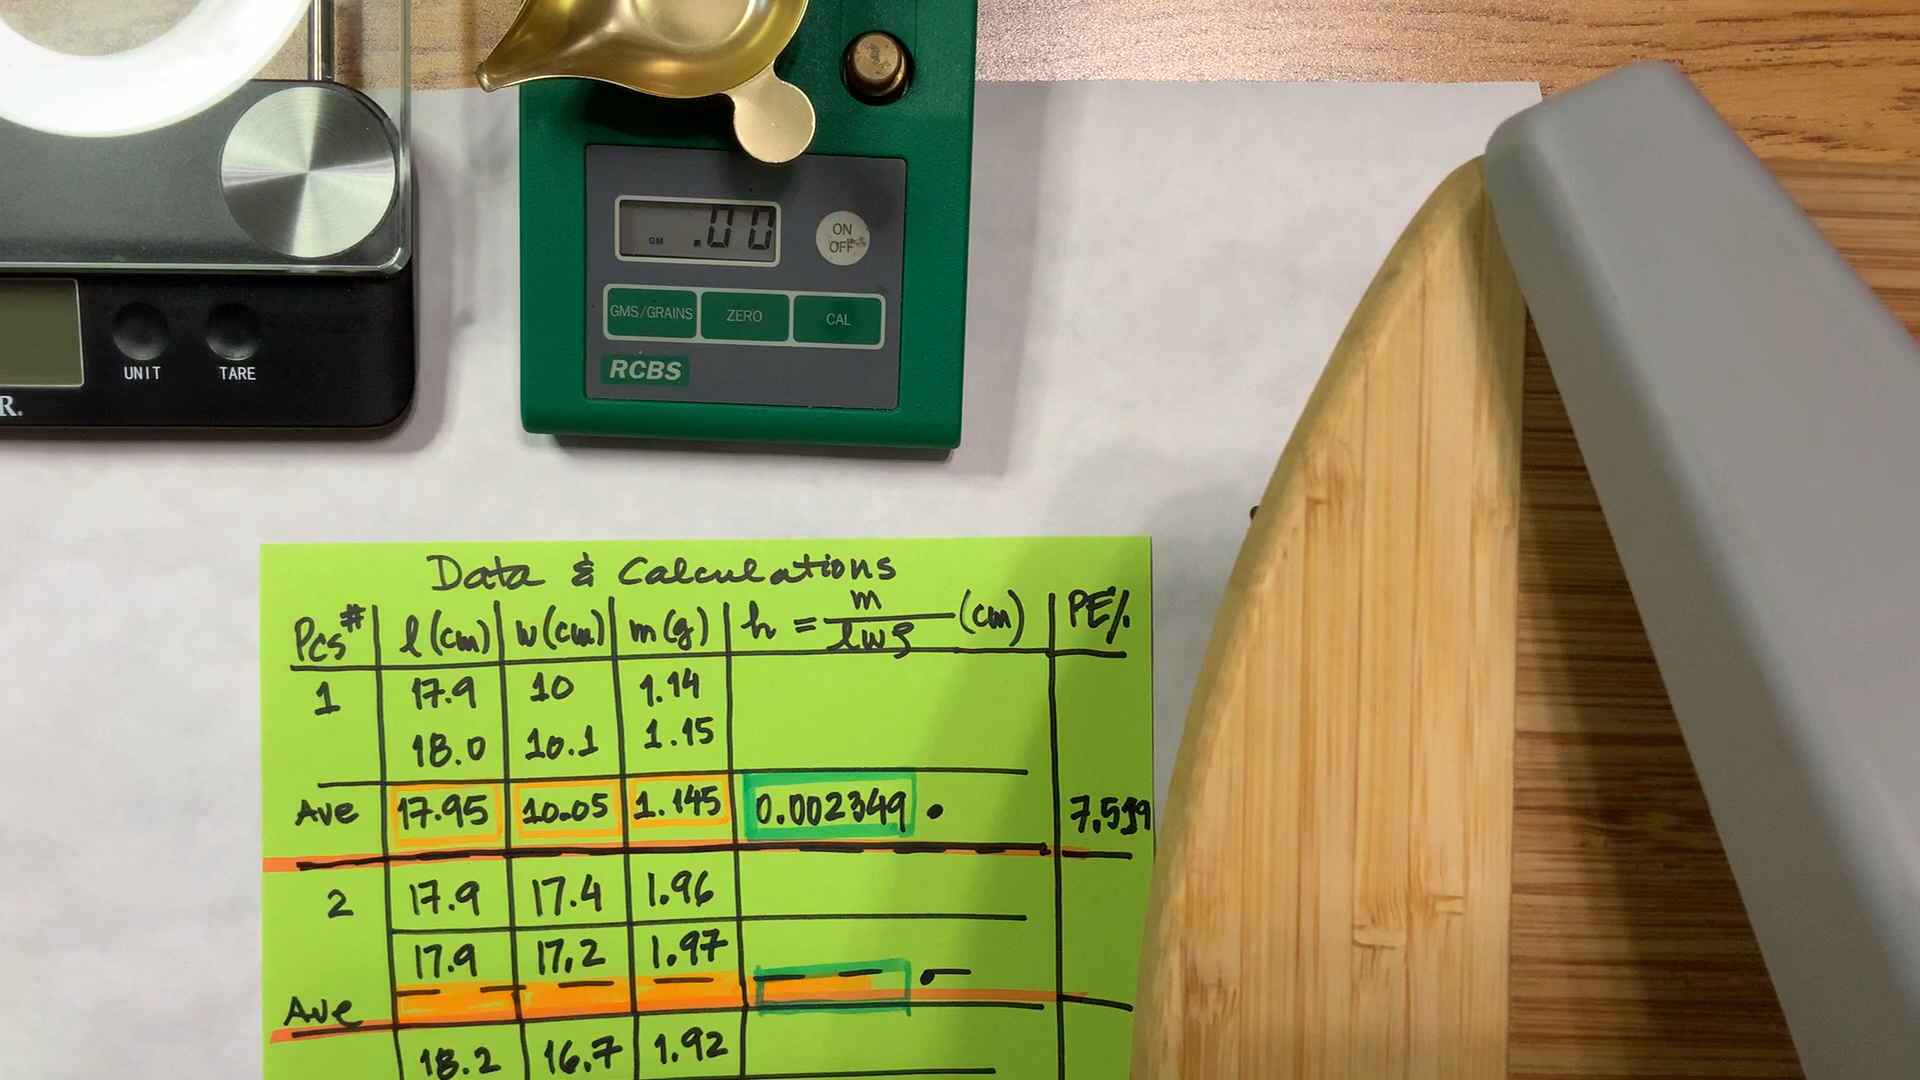 GM .00
ON
OFF
GMS/GRAINS ZERO CAL
RCBS
UNIT TARE
R.
Data & Calculations
Pcs# l (cm) w (cm) m (g) h = m/lwρ (cm) PE%
1 17.9 10 1.14
18.0 10.1 1.15
Ave 17.95 10.05 1.145 0.002349 7.519
2 17.9 17.4 1.96
17.9 17.2 1.97
Ave
18.2 16.7 1.92